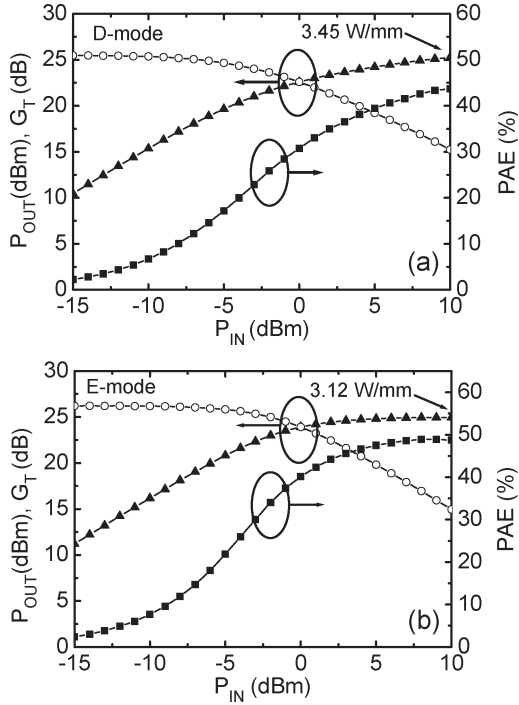 30
25
20
15
10
5
0
60
50
40
30
20
10
0
D-mode
3.45 W/mm
(a)
P_OUT(dBm), G_T (dB)
PAE (%)
-15 -10 -5 0 5 10
P_IN (dBm)
30
25
20
15
10
5
0
60
50
40
30
20
10
0
E-mode
3.12 W/mm
(b)
P_OUT(dBm), G_T (dB)
PAE (%)
-15 -10 -5 0 5 10
P_IN (dBm)